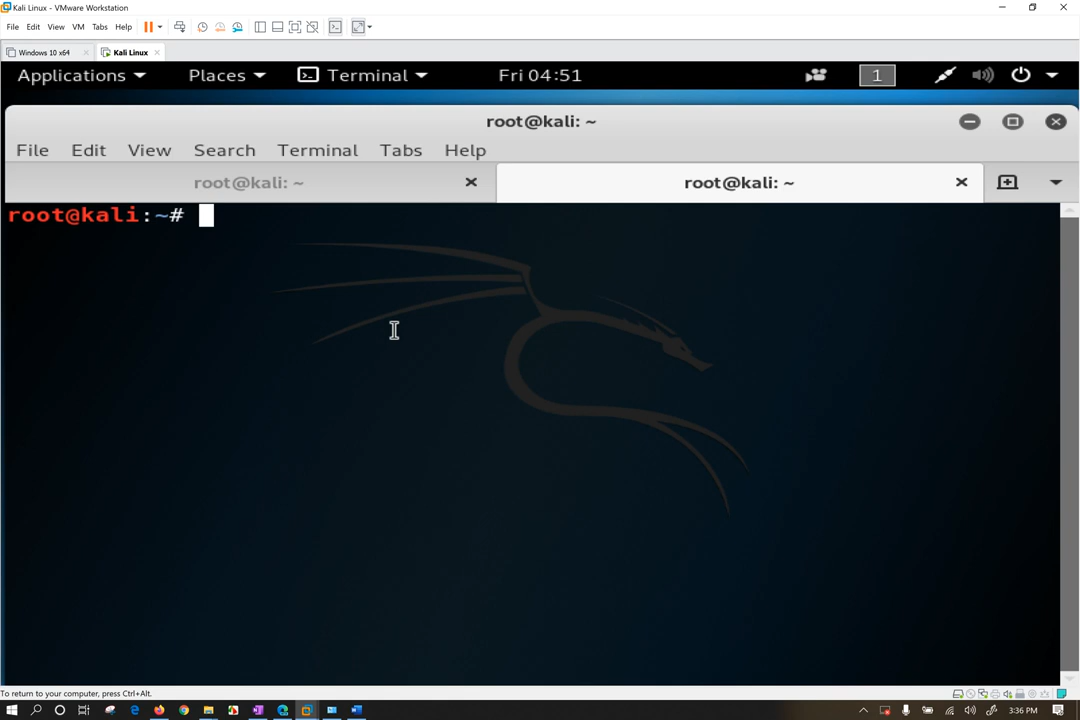 Kali Linux - VMware Workstation
File Edit View VM Tabs Help
Windows 10 x64 Kali Linux
Applications Places Terminal Fri 04:51 1
root@kali: ~
File Edit View Search Terminal Tabs Help
root@kali: ~ root@kali: ~
root@kali:~#
To return to your computer, press Ctrl+Alt.
3:36 PM